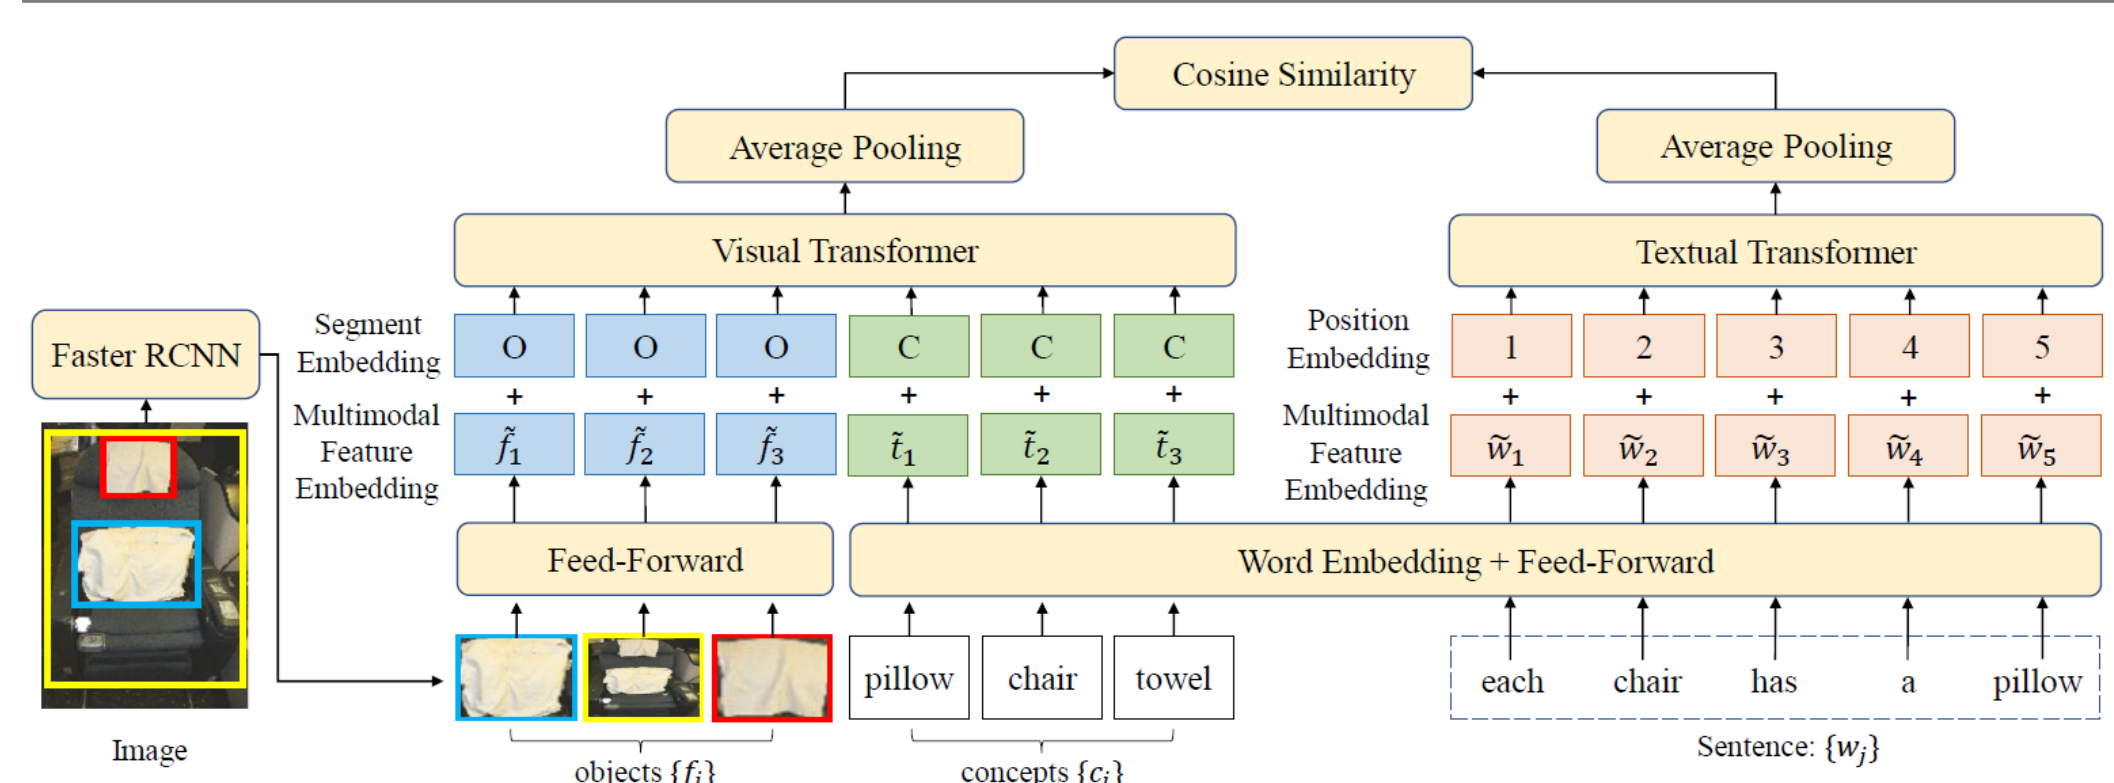 Cosine Similarity
Average Pooling
Average Pooling
Visual Transformer
Textual Transformer
Faster RCNN
Segment
Embedding
O O O C C C
Position
Embedding
1 2 3 4 5
+ + + + + +
+ + + + +
Multimodal
Feature
Embedding
f̃₁ f̃₂ f̃₃ t̃₁ t̃₂ t̃₃
Multimodal
Feature
Embedding
w̃₁ w̃₂ w̃₃ w̃₄ w̃₅
Feed-Forward
Word Embedding + Feed-Forward
pillow chair towel
each chair has a pillow
Image
objects {fᵢ}
concepts {cᵢ}
Sentence: {wⱼ}